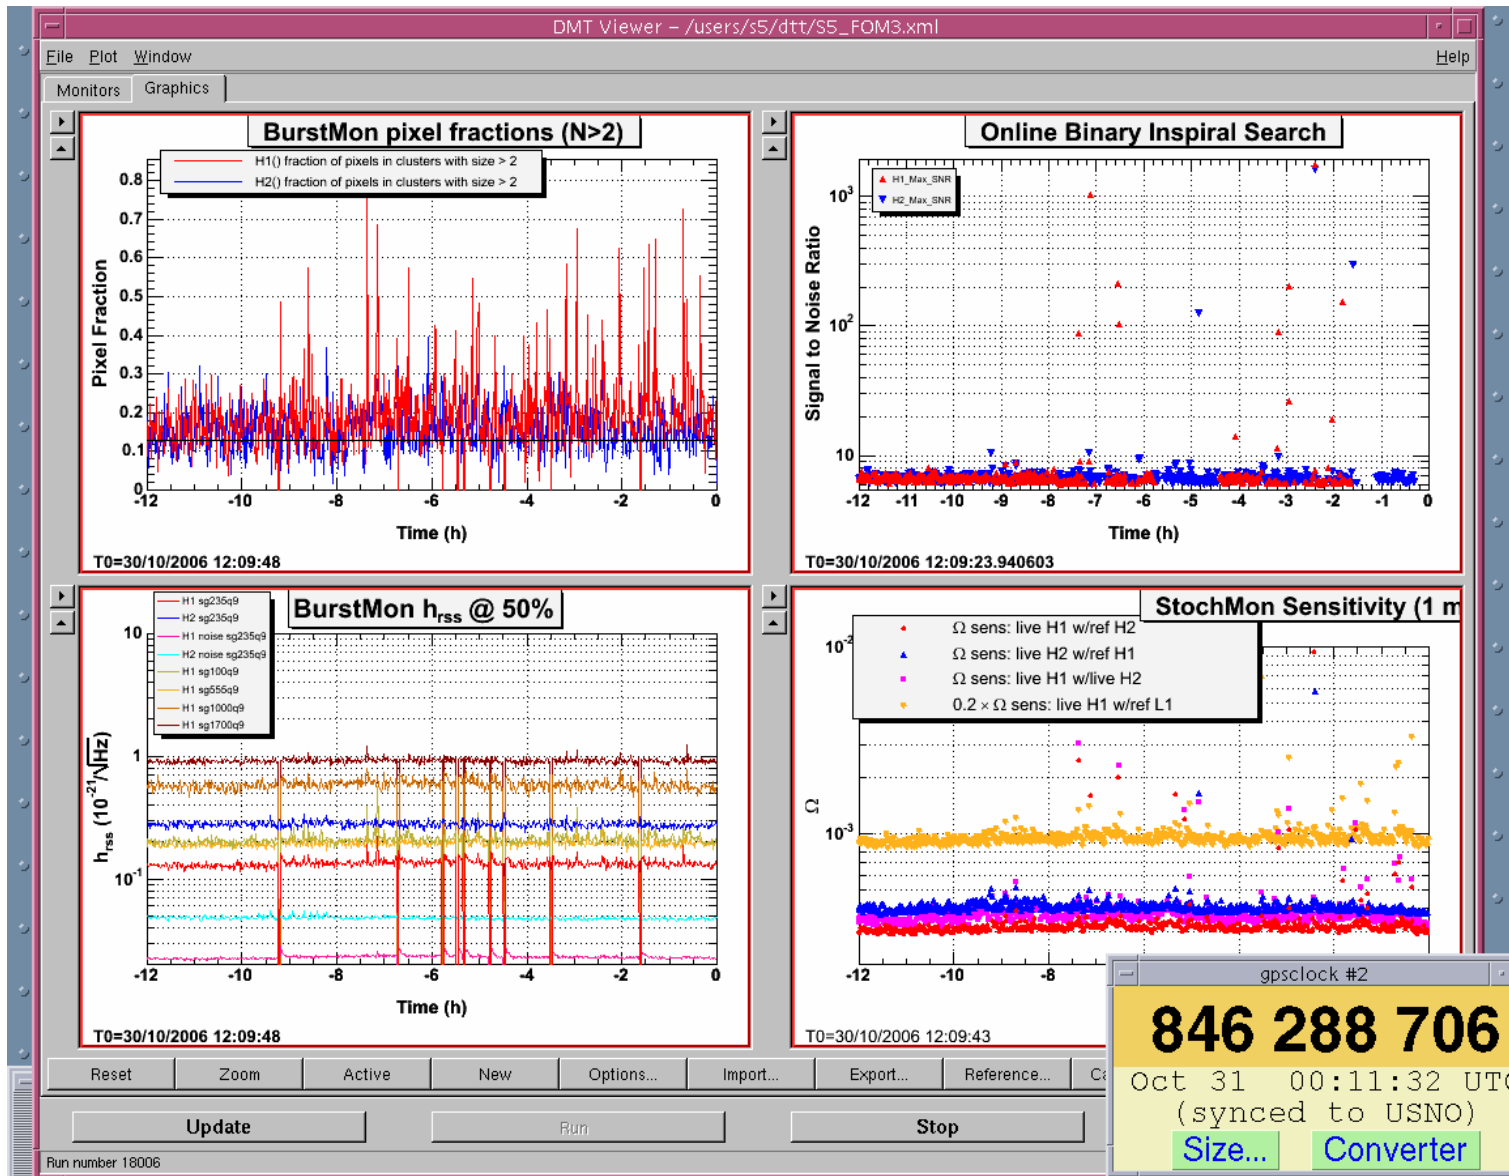 DMT Viewer – /users/s5/dtt/S5_FOM3.xml
File Plot Window Help
Monitors Graphics
BurstMon pixel fractions (N>2)
H1() fraction of pixels in clusters with size > 2
H2() fraction of pixels in clusters with size > 2
Pixel Fraction
0.8
0.7
0.6
0.5
0.4
0.3
0.2
0.1
0
-12 -10 -8 -6 -4 -2 0
Time (h)
T0=30/10/2006 12:09:48
Online Binary Inspiral Search
H1_Max_SNR
H2_Max_SNR
Signal to Noise Ratio
10³
10²
10
-12 -11 -10 -9 -8 -7 -6 -5 -4 -3 -2 -1 0
Time (h)
T0=30/10/2006 12:09:23.940603
BurstMon hrss @ 50%
H1 sg235q9
H2 sg235q9
H1 noise sg235q9
H2 noise sg235q9
H1 sg100q9
H1 sg555q9
H1 sg1000q9
H1 sg1700q9
hrss (10⁻²¹/√Hz)
10
1
10⁻¹
-12 -10 -8 -6 -4 -2 0
Time (h)
T0=30/10/2006 12:09:48
StochMon Sensitivity (1 m
Ω sens: live H1 w/ref H2
Ω sens: live H2 w/ref H1
Ω sens: live H1 w/live H2
0.2 × Ω sens: live H1 w/ref L1
Ω
10⁻²
10⁻³
-12 -10 -8
T0=30/10/2006 12:09:43
Reset Zoom Active New Options... Import... Export... Reference... Ca
Update Run Stop
Run number 18006
gpsclock #2
846 288 706
Oct 31 00:11:32 UTC
(synced to USNO)
Size... Converter